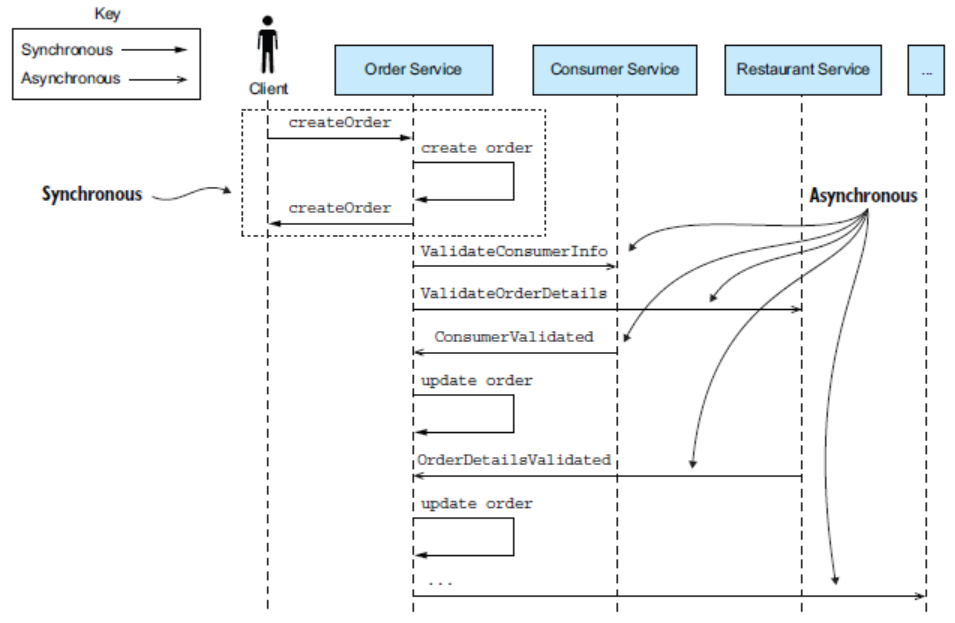 Key
Synchronous
Asynchronous
Client
Order Service
Consumer Service
Restaurant Service
...
createOrder
create order
Synchronous
createOrder
Asynchronous
ValidateConsumerInfo
ValidateOrderDetails
ConsumerValidated
update order
OrderDetailsValidated
update order
...